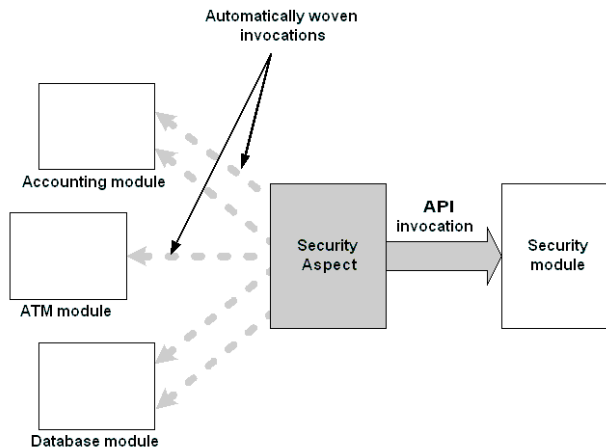 Automatically woven
invocations
Accounting module
API
invocation
Security
Aspect
Security
module
ATM module
Database module